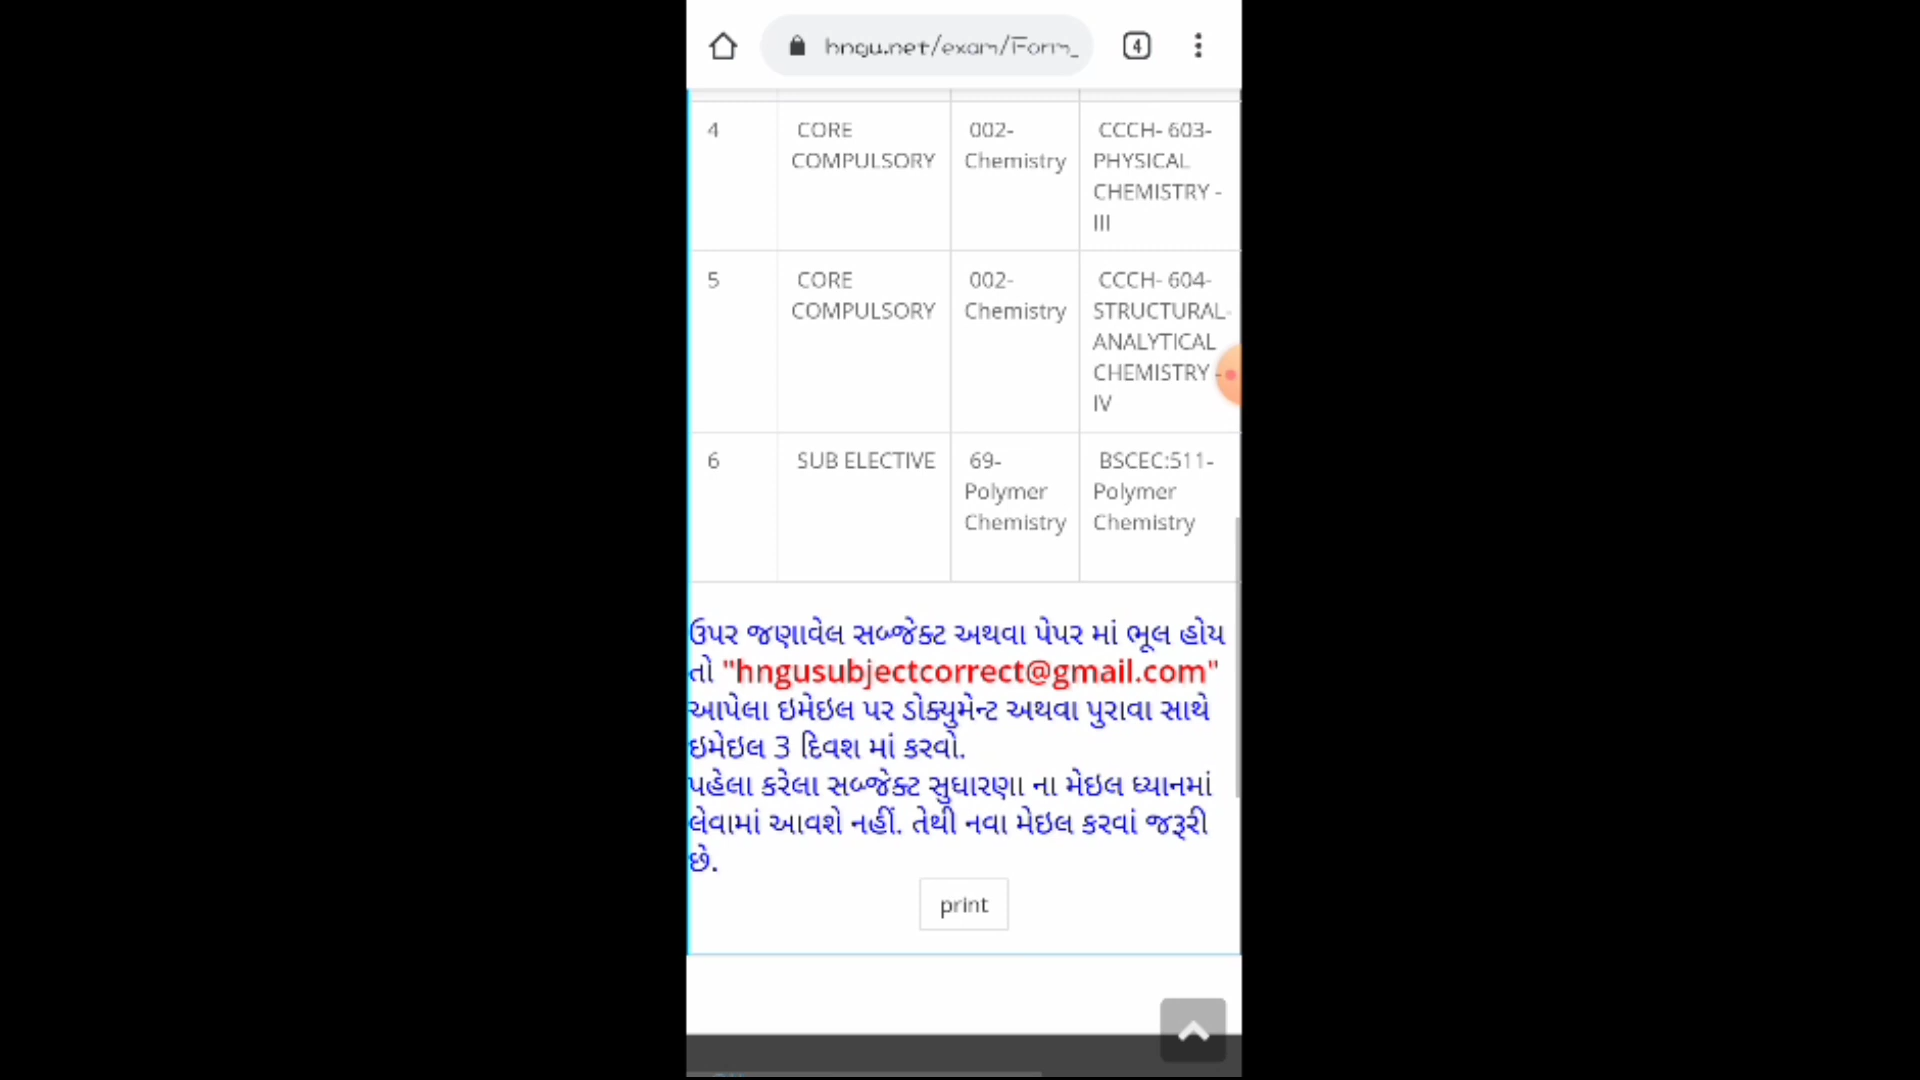 hngu.net/exam/Form_
4
4 CORE 002- CCCH- 603-
COMPULSORY Chemistry PHYSICAL
CHEMISTRY -
III
5 CORE 002- CCCH- 604-
COMPULSORY Chemistry STRUCTURAL-
ANALYTICAL
CHEMISTRY -
IV
6 SUB ELECTIVE 69- BSCEC:511-
Polymer Polymer
Chemistry Chemistry
ઉપર જણાવેલ સબ્જેક્ટ અથવા પેપર માં ભૂલ હોય
તો "hngusubjectcorrect@gmail.com"
આપેલા ઇમેઇલ પર ડોક્યુમેન્ટ અથવા પુરાવા સાથે
ઇમેઇલ 3 દિવશ માં કરવો.
પહેલા કરેલા સબ્જેક્ટ સુધારણા ના મેઇલ ધ્યાનમાં
લેવામાં આવશે નહીં. તેથી નવા મેઇલ કરવાં જરૂરી
છે.
print